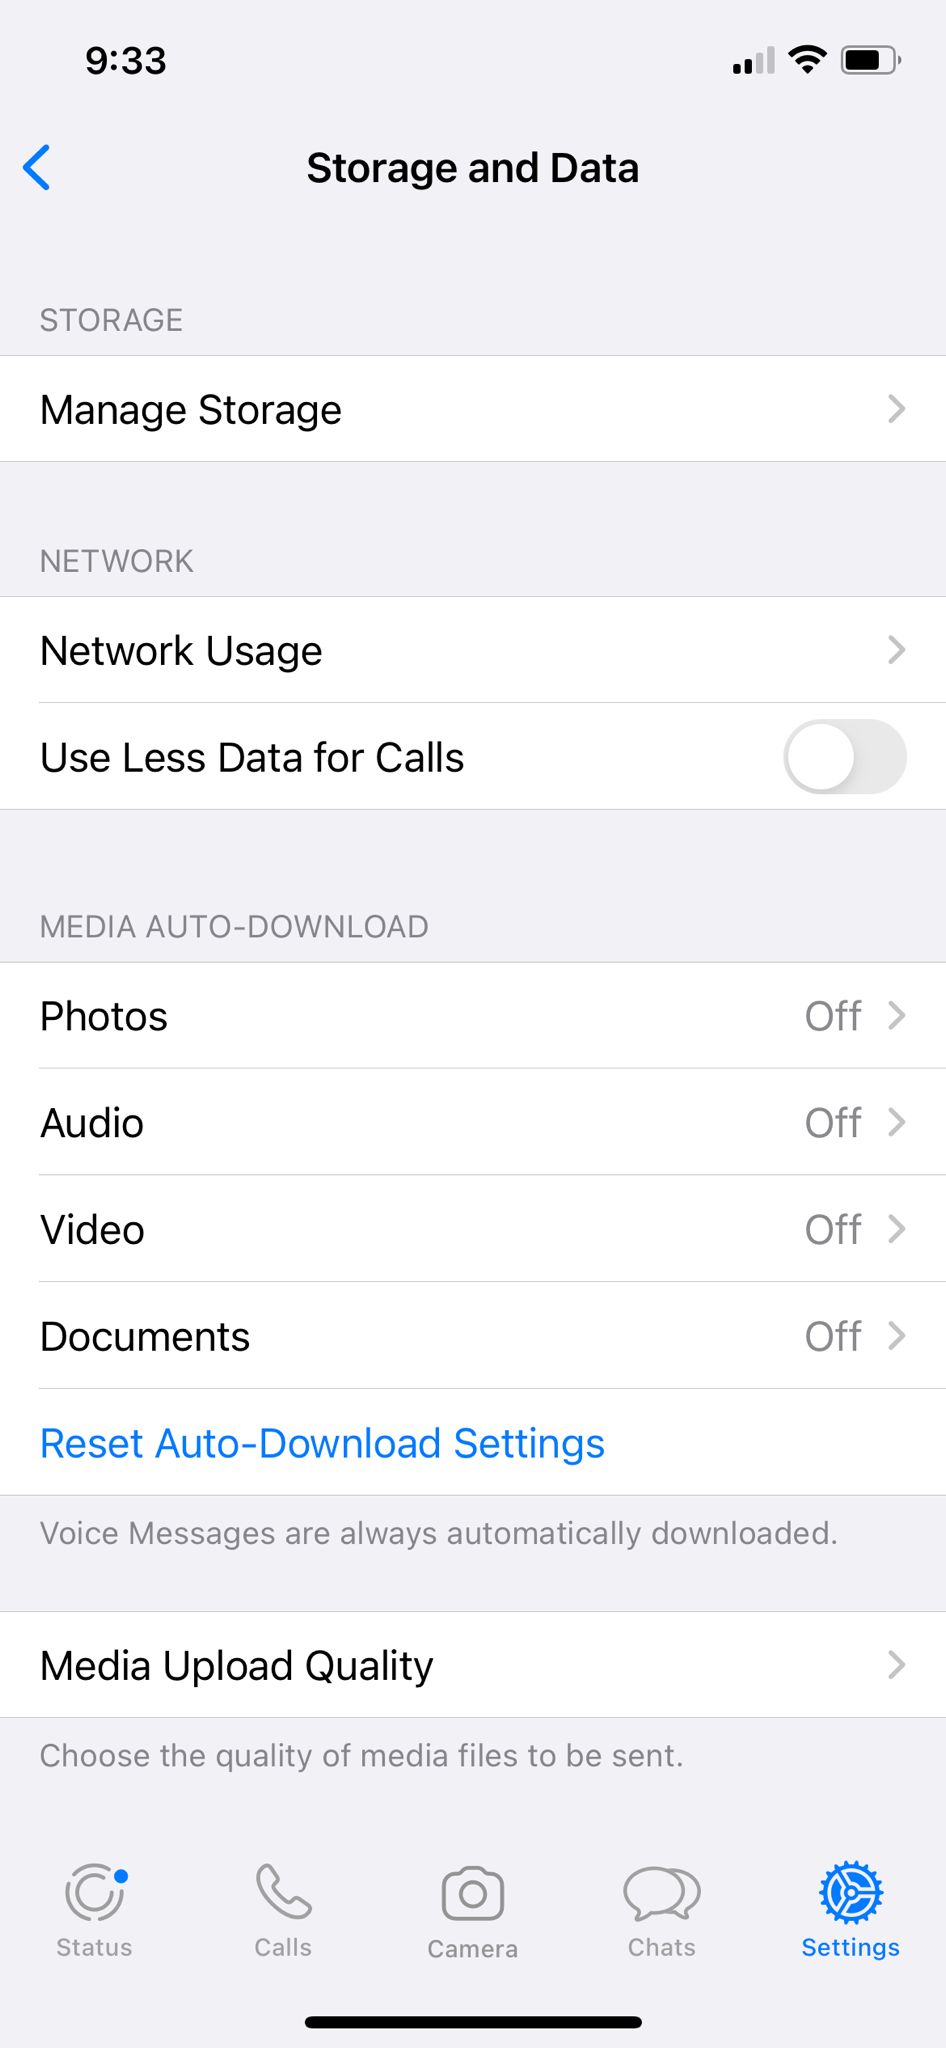 9:33
Storage and Data
STORAGE
Manage Storage
NETWORK
Network Usage
Use Less Data for Calls
MEDIA AUTO-DOWNLOAD
Photos Off
Audio Off
Video Off
Documents Off
Reset Auto-Download Settings
Voice Messages are always automatically downloaded.
Media Upload Quality
Choose the quality of media files to be sent.
Status Calls Camera Chats Settings